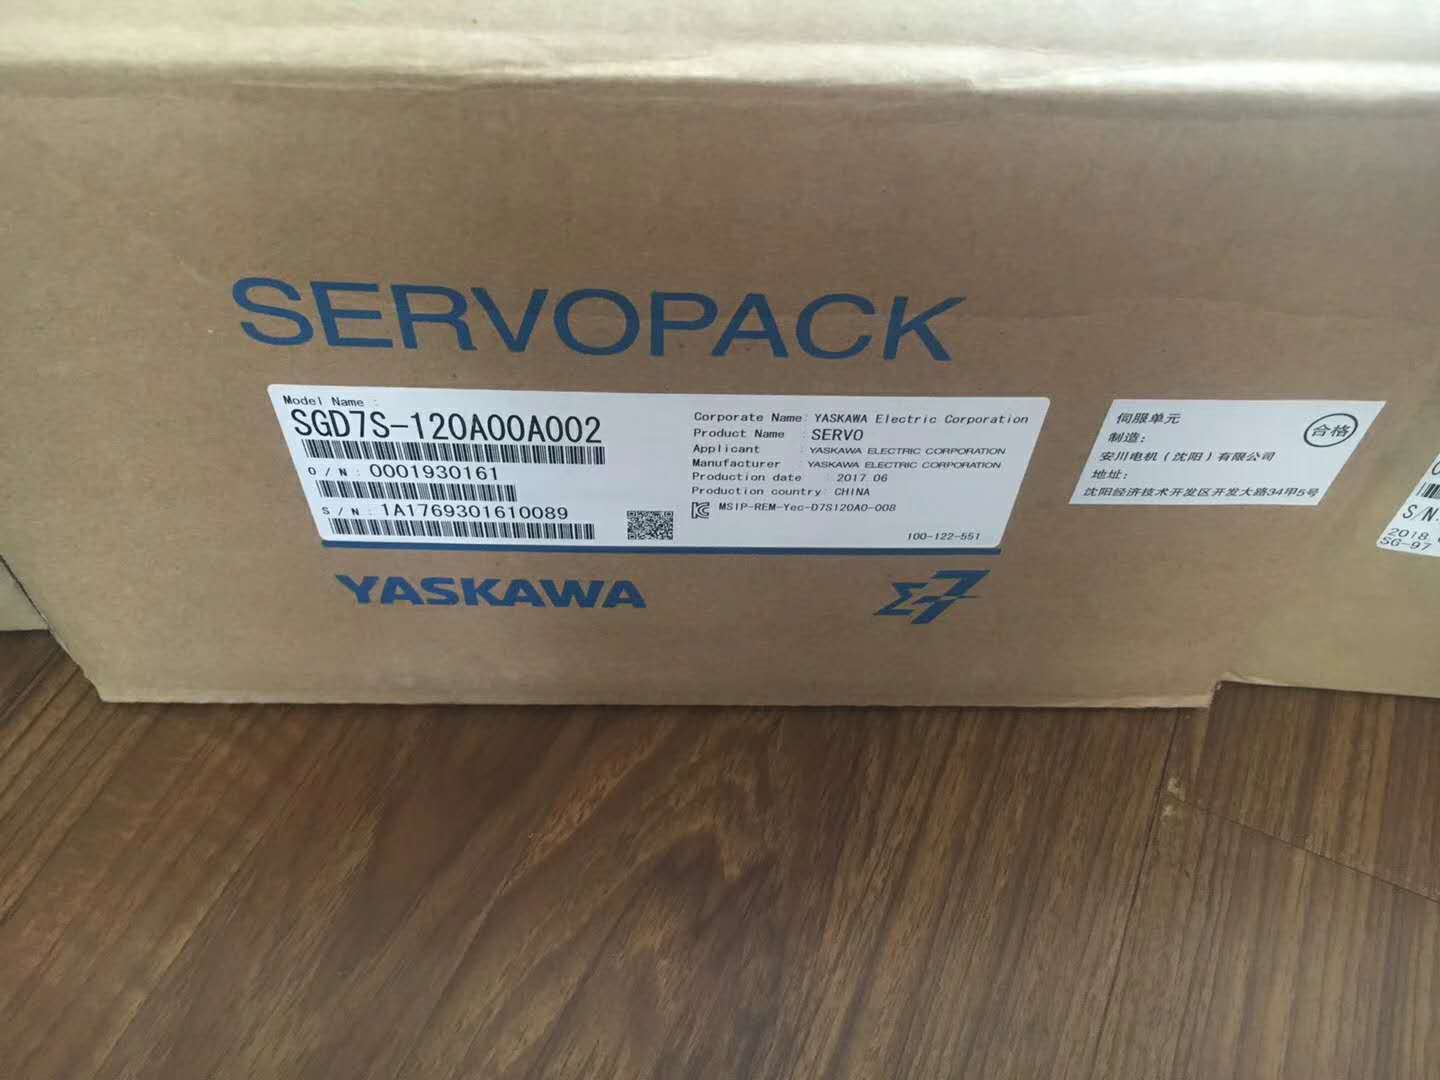 SERVOPACK
Model Name :
SGD7S-120A00A002
O/N: 0001930161
S/N: 1A1769301610089
Corporate Name: YASKAWA Electric Corporation
Product Name : SERVO
Applicant : YASKAWA ELECTRIC CORPORATION
Manufacturer : YASKAWA ELECTRIC CORPORATION
Production date : 2017 06
Production country: CHINA
MSIP-REM-Yec-D7S120A0-008
100-122-551
YASKAWA
Σ7
伺服单元
合格
制造：
安川电机（沈阳）有限公司
地址：
沈阳经济技术开发区开发大路34甲5号
S/N
2018
SG-97